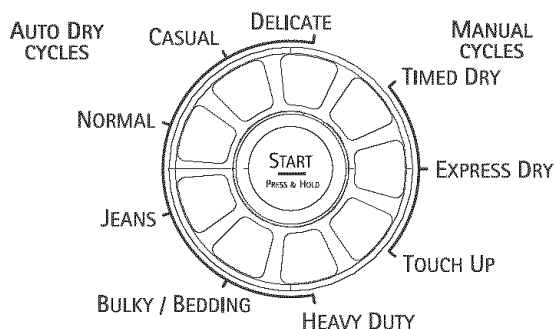 AUTO DRY
CYCLES
CASUAL
DELICATE
MANUAL
CYCLES
TIMED DRY
NORMAL
START
PRESS & HOLD
EXPRESS DRY
JEANS
TOUCH UP
BULKY / BEDDING
HEAVY DUTY